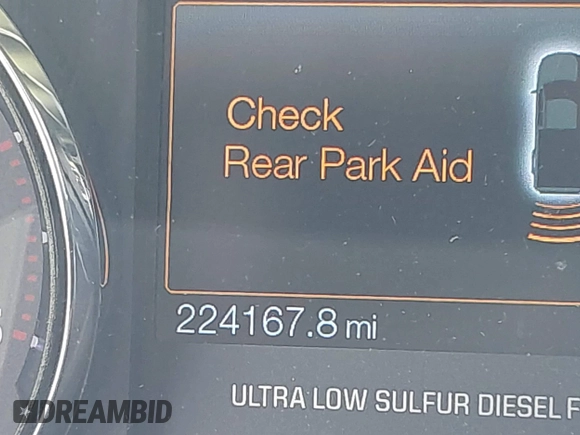 Check
Rear Park Aid
224167.8 mi
ULTRA LOW SULFUR DIESEL F
DREAMBID